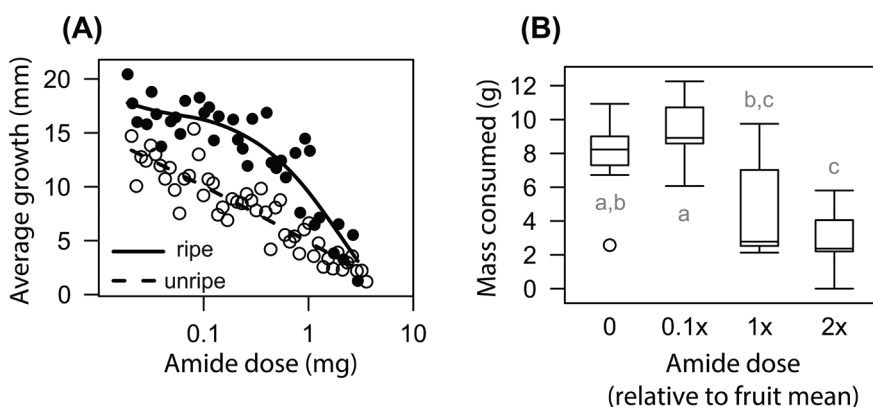 (A)
Average growth (mm)
20
15
10
5
0
ripe
unripe
0.1
1
10
Amide dose (mg)
(B)
Mass consumed (g)
12
10
8
6
4
2
0
a,b
a
b,c
c
0
0.1x
1x
2x
Amide dose
(relative to fruit mean)